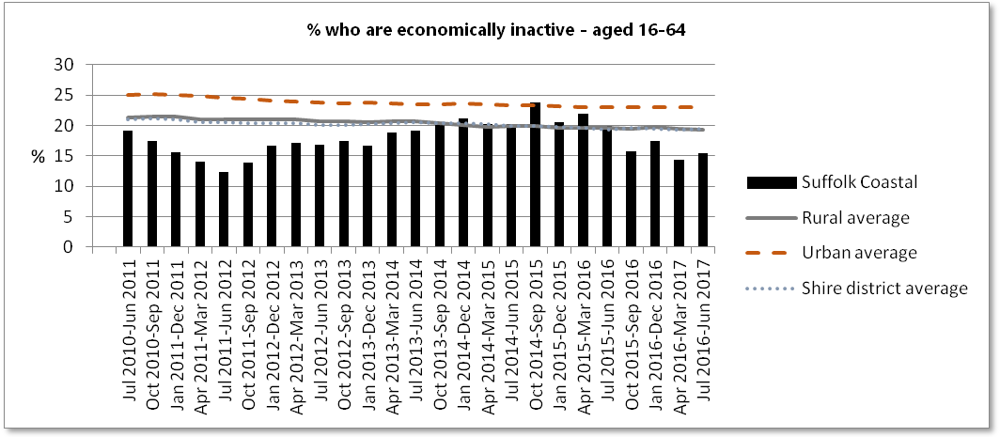 % who are economically inactive - aged 16-64
30
25
20
15
10
5
0
%
Jul 2010-Jun 2011
Oct 2010-Sep 2011
Jan 2011-Dec 2011
Apr 2011-Mar 2012
Jul 2011-Jun 2012
Oct 2011-Sep 2012
Jan 2012-Dec 2012
Apr 2012-Mar 2013
Jul 2012-Jun 2013
Oct 2012-Sep 2013
Jan 2013-Dec 2013
Apr 2013-Mar 2014
Jul 2013-Jun 2014
Oct 2013-Sep 2014
Jan 2014-Dec 2014
Apr 2014-Mar 2015
Jul 2014-Jun 2015
Oct 2014-Sep 2015
Jan 2015-Dec 2015
Apr 2015-Mar 2016
Jul 2015-Jun 2016
Oct 2015-Sep 2016
Jan 2016-Dec 2016
Apr 2016-Mar 2017
Jul 2016-Jun 2017
Suffolk Coastal
Rural average
Urban average
Shire district average